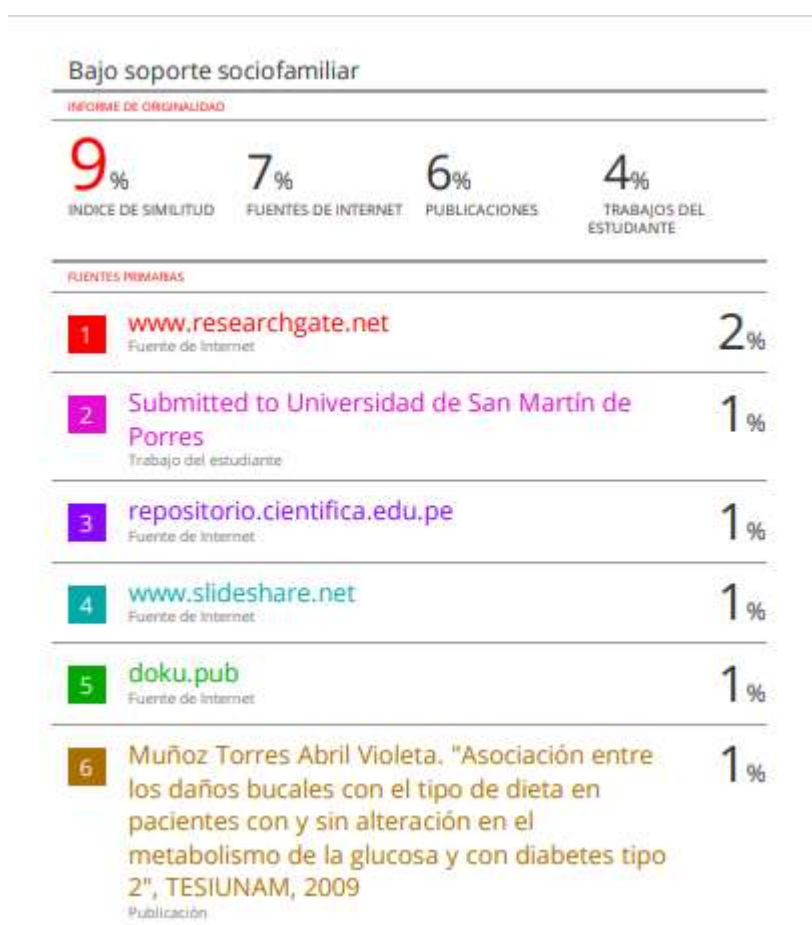 Bajo soporte sociofamiliar
INFORME DE ORIGINALIDAD
9%
INDICE DE SIMILITUD
7%
FUENTES DE INTERNET
6%
PUBLICACIONES
4%
TRABAJOS DEL
ESTUDIANTE
FUENTES PRIMARIAS
1
www.researchgate.net
Fuente de Internet
2%
2
Submitted to Universidad de San Martín de
Porres
Trabajo del estudiante
1%
3
repositorio.cientifica.edu.pe
Fuente de Internet
1%
4
www.slideshare.net
Fuente de Internet
1%
5
doku.pub
Fuente de Internet
1%
6
Muñoz Torres Abril Violeta. "Asociación entre
los daños bucales con el tipo de dieta en
pacientes con y sin alteración en el
metabolismo de la glucosa y con diabetes tipo
2", TESIUNAM, 2009
Publicación
1%